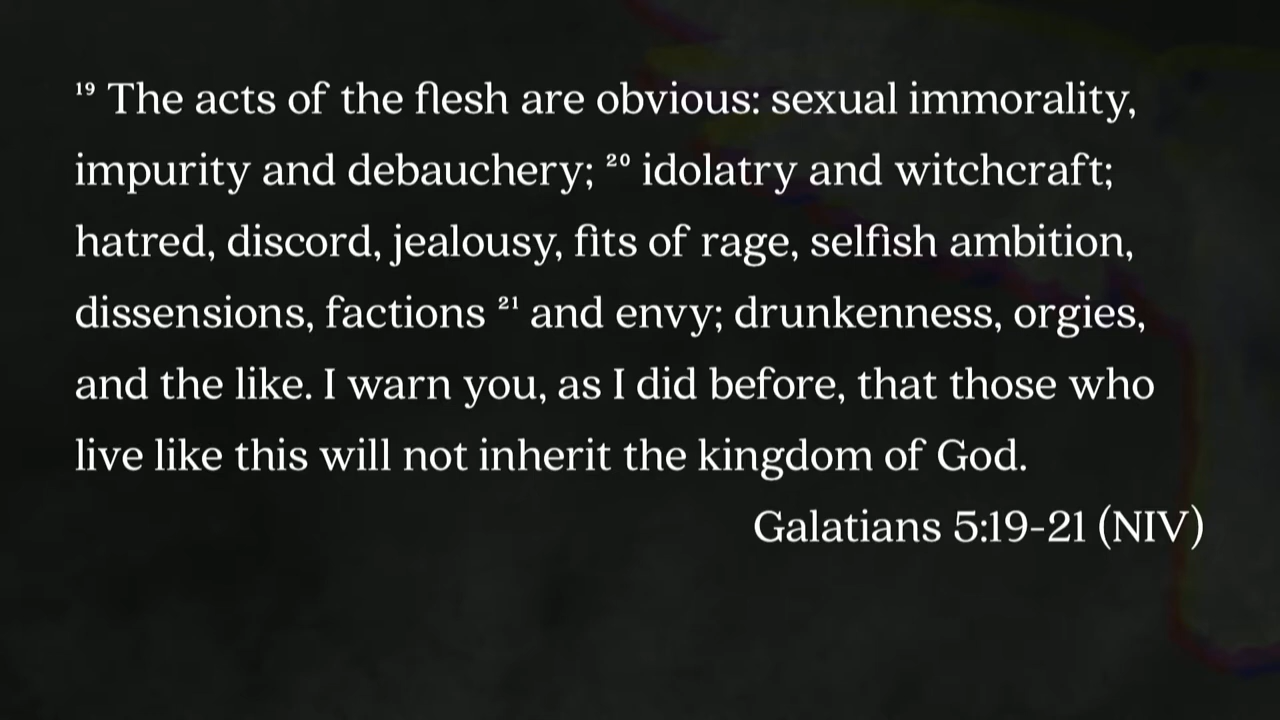 ¹⁹ The acts of the flesh are obvious: sexual immorality,
impurity and debauchery; ²⁰ idolatry and witchcraft;
hatred, discord, jealousy, fits of rage, selfish ambition,
dissensions, factions ²¹ and envy; drunkenness, orgies,
and the like. I warn you, as I did before, that those who
live like this will not inherit the kingdom of God.
Galatians 5:19-21 (NIV)